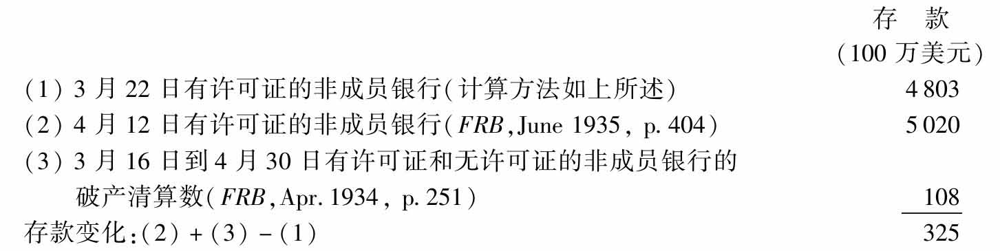 存 款
(100 万美元)
(1) 3 月 22 日有许可证的非成员银行(计算方法如上所述) 4 803
(2) 4 月 12 日有许可证的非成员银行(FRB,June 1935, p.404) 5 020
(3) 3 月 16 日到 4 月 30 日有许可证和无许可证的非成员银行的
破产清算数(FRB,Apr.1934, p.251) 108
存款变化:(2) + (3) - (1) 325